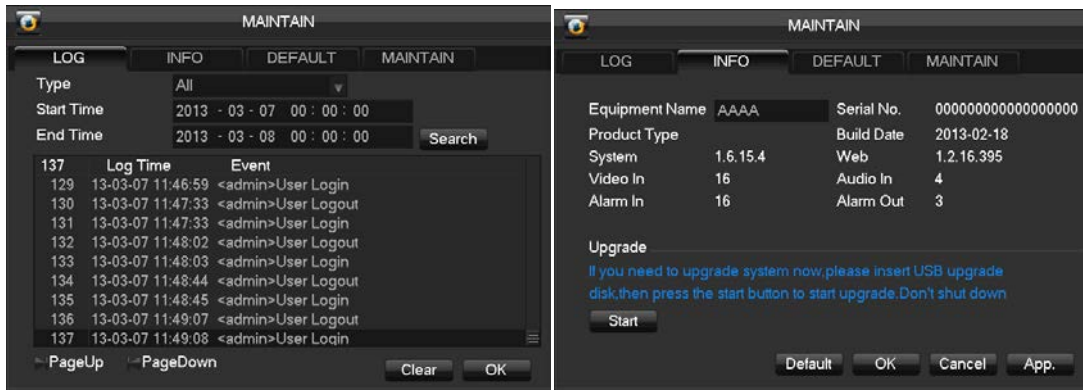 MAINTAIN
LOG INFO DEFAULT MAINTAIN
Type All
Start Time 2013 - 03 - 07 00 : 00 : 00
End Time 2013 - 03 - 08 00 : 00 : 00 Search
137 Log Time Event
129 13-03-07 11:46:59 <admin>User Login
130 13-03-07 11:47:33 <admin>User Logout
131 13-03-07 11:47:33 <admin>User Login
132 13-03-07 11:48:02 <admin>User Logout
133 13-03-07 11:48:03 <admin>User Login
134 13-03-07 11:48:44 <admin>User Logout
135 13-03-07 11:48:45 <admin>User Login
136 13-03-07 11:49:07 <admin>User Logout
137 13-03-07 11:49:08 <admin>User Login
PageUp PageDown
Clear OK
MAINTAIN
LOG INFO DEFAULT MAINTAIN
Equipment Name AAAA Serial No. 000000000000000000
Product Type Build Date 2013-02-18
System 1.6.15.4 Web 1.2.16.395
Video In 16 Audio In 4
Alarm In 16 Alarm Out 3
Upgrade
If you need to upgrade system now,please insert USB upgrade
disk,then press the start button to start upgrade.Don't shut down
Start
Default OK Cancel App.